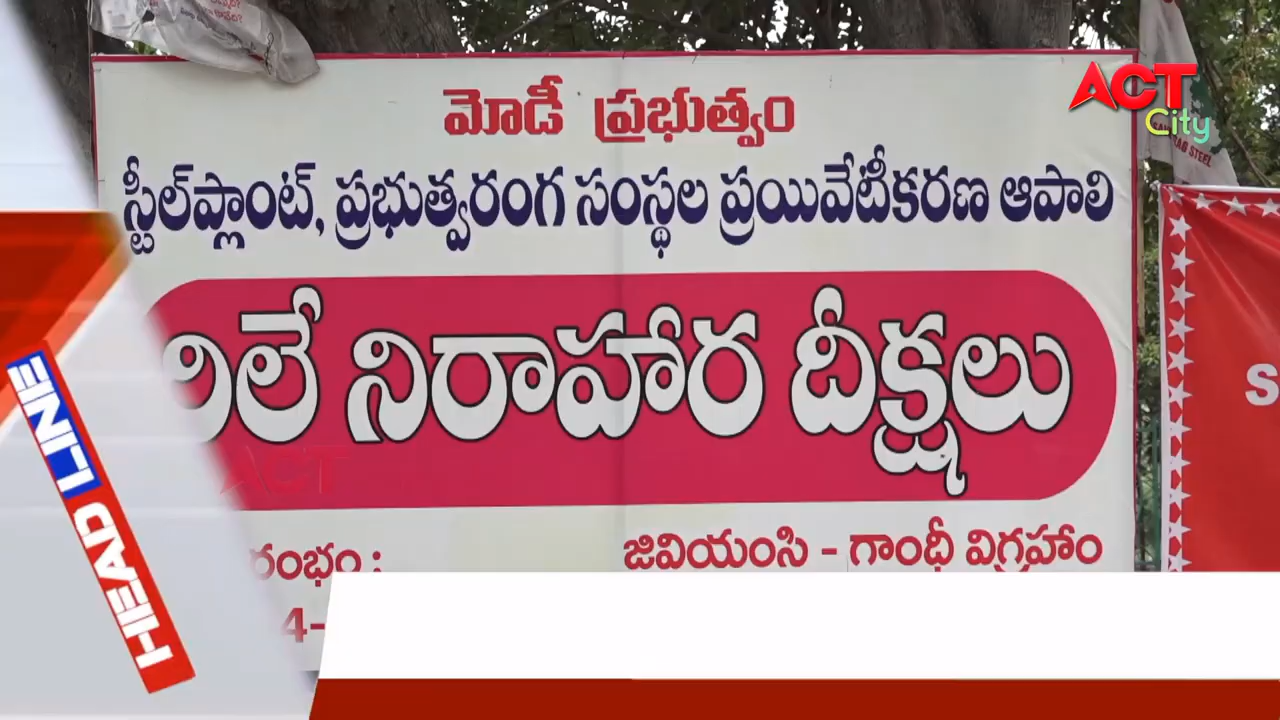 ACT
City
మోడీ ప్రభుత్వం
స్టీల్‌ప్లాంట్, ప్రభుత్వరంగ సంస్థల ప్రయివేటీకరణ ఆపాలి
నిరాహార దీక్షలు
జివియంసి - గాంధీ విగ్రహం
HEAD LINE